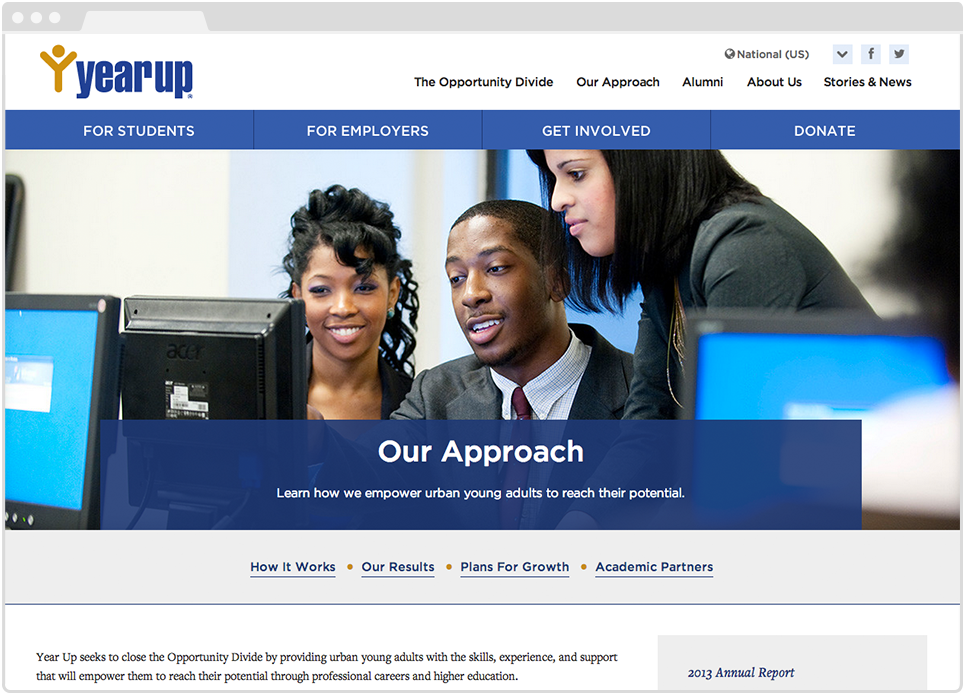 National (US)
yearup®
The Opportunity Divide Our Approach Alumni About Us Stories & News
FOR STUDENTS FOR EMPLOYERS GET INVOLVED DONATE
acer
Our Approach
Learn how we empower urban young adults to reach their potential.
How It Works • Our Results • Plans For Growth • Academic Partners
Year Up seeks to close the Opportunity Divide by providing urban young adults with the skills, experience, and support
that will empower them to reach their potential through professional careers and higher education.
2013 Annual Report